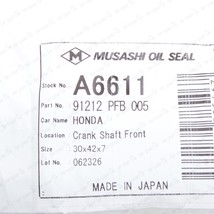 MUSASHI OIL SEAL
Stock No. A6611
Part No. 91212 PFB 005
Car Name HONDA
Location Crank Shaft Front
Size 30x42x7
Lot No 062326
MADE IN JAPAN